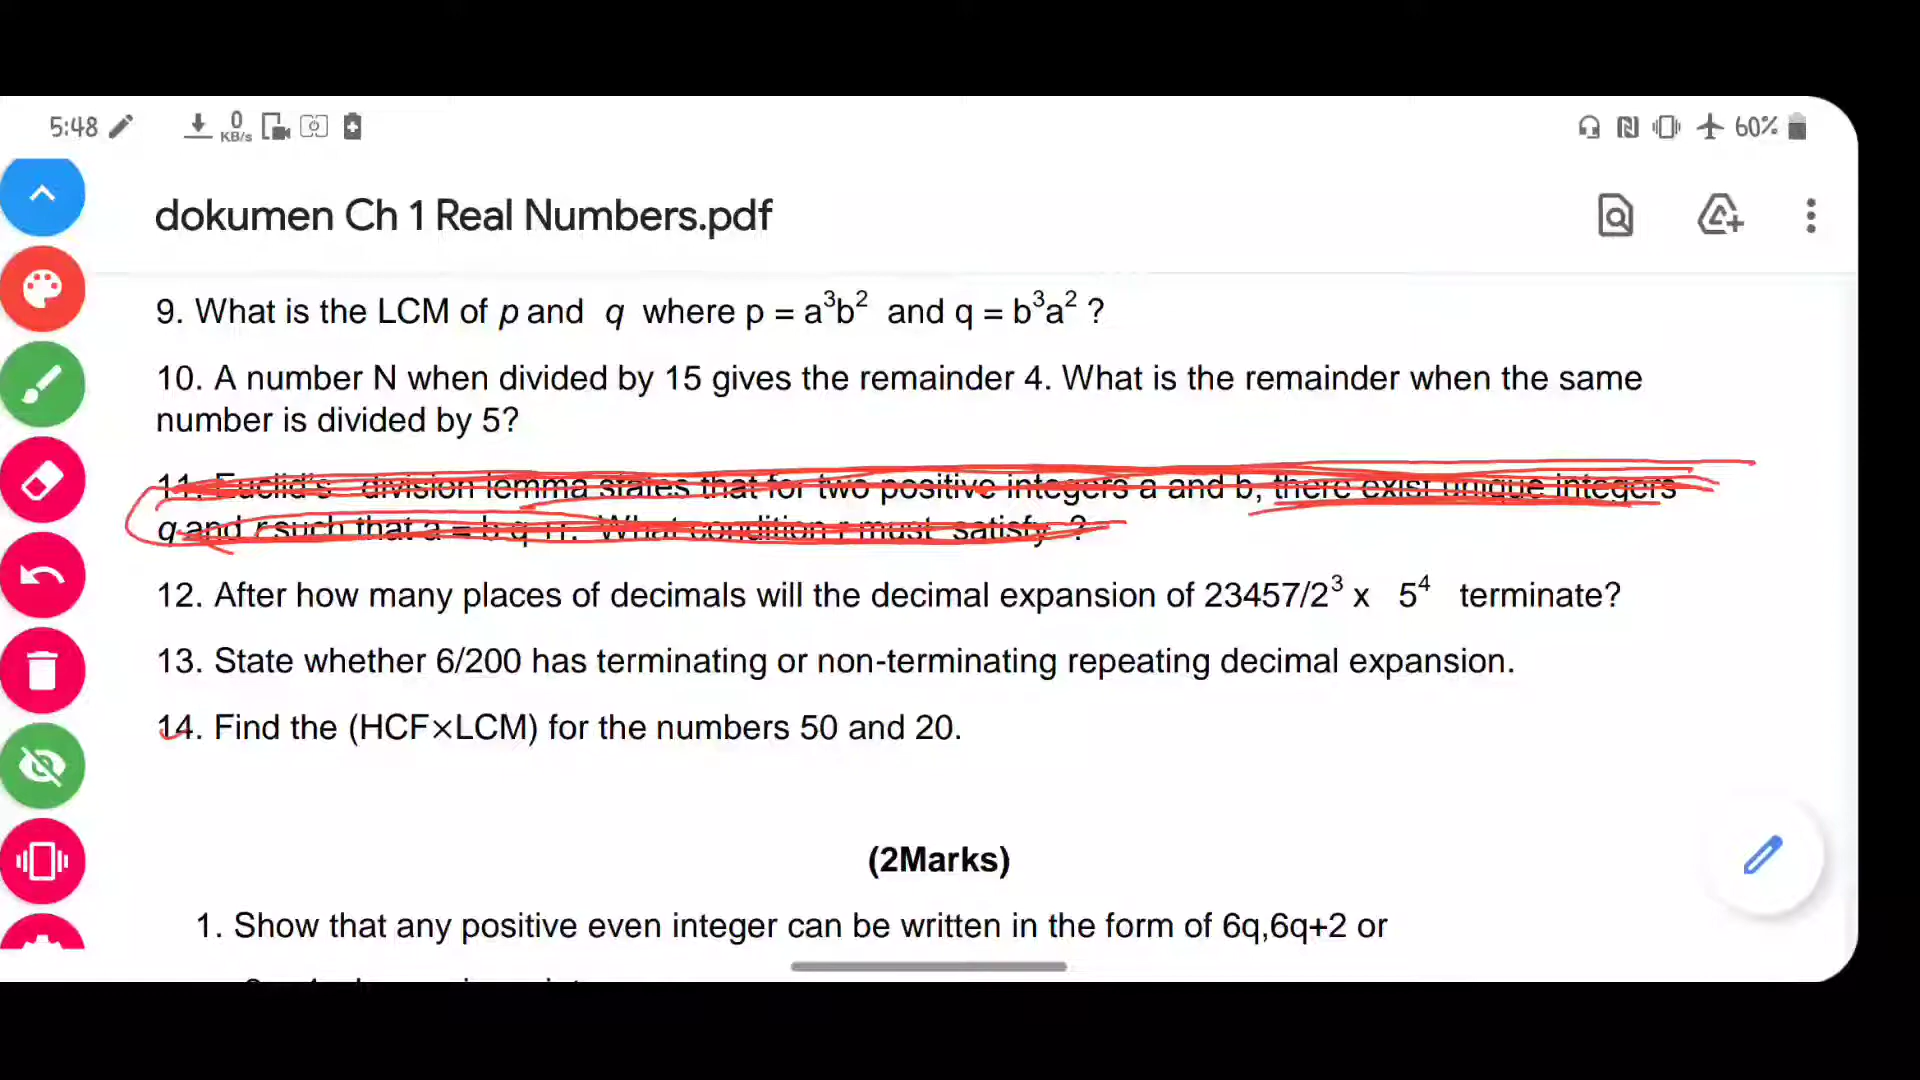 5:48
0
KB/s
60%
dokumen Ch 1 Real Numbers.pdf
9. What is the LCM of p and q where p = a³b² and q = b³a² ?
10. A number N when divided by 15 gives the remainder 4. What is the remainder when the same
number is divided by 5?
11. Euclid's division lemma states that for two positive integers a and b, there exist unique integers
q and r such that a = b q +r. What condition r must satisfy ?
12. After how many places of decimals will the decimal expansion of 23457/2³ x 5⁴ terminate?
13. State whether 6/200 has terminating or non-terminating repeating decimal expansion.
14. Find the (HCF×LCM) for the numbers 50 and 20.
(2Marks)
1. Show that any positive even integer can be written in the form of 6q,6q+2 or